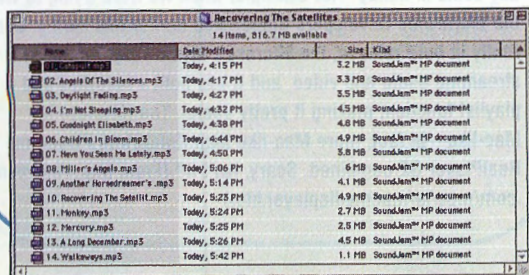 Recovering The Satellites
14 items, 816.7 MB available
Name Date Modified Size Kind
01. Catapult.mp3 Today, 4:15 PM 3.2 MB SoundJam™ MP document
02. Angels Of The Silences.mp3 Today, 4:17 PM 3.3 MB SoundJam™ MP document
03. Daylight Fading.mp3 Today, 4:27 PM 3.5 MB SoundJam™ MP document
04. I'm Not Sleeping.mp3 Today, 4:32 PM 4.5 MB SoundJam™ MP document
05. Goodnight Elisabeth.mp3 Today, 4:38 PM 4.8 MB SoundJam™ MP document
06. Children In Bloom.mp3 Today, 4:44 PM 4.9 MB SoundJam™ MP document
07. Have You Seen Me Lately.mp3 Today, 4:50 PM 3.8 MB SoundJam™ MP document
08. Miller's Angels.mp3 Today, 5:06 PM 6 MB SoundJam™ MP document
09. Another Horsedreamer's .mp3 Today, 5:14 PM 4.1 MB SoundJam™ MP document
10. Recovering The Satellit.mp3 Today, 5:23 PM 4.9 MB SoundJam™ MP document
11. Monkey.mp3 Today, 5:24 PM 2.7 MB SoundJam™ MP document
12. Mercury.mp3 Today, 5:25 PM 2.5 MB SoundJam™ MP document
13. A Long December.mp3 Today, 5:26 PM 4.5 MB SoundJam™ MP document
14. Walkaways.mp3 Today, 5:42 PM 1.1 MB SoundJam™ MP document